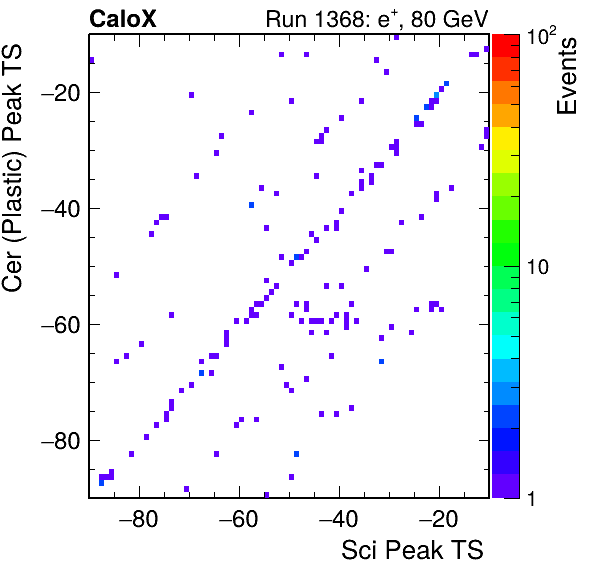 CaloX Run 1368: e⁺, 80 GeV
Cer (Plastic) Peak TS
−20
−40
−60
−80
−80 −60 −40 −20
Sci Peak TS
10²
10
1
Events